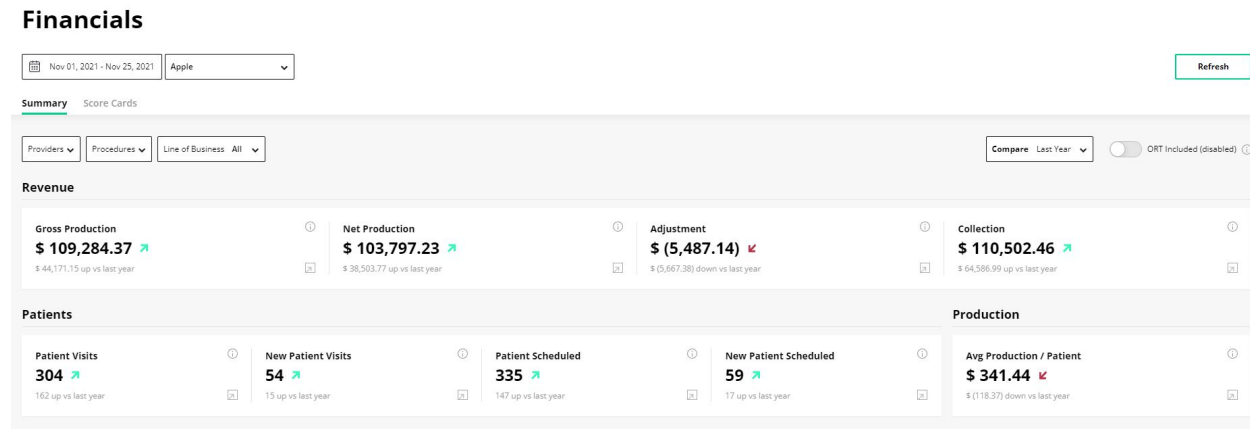 Financials
Nov 01, 2021 - Nov 25, 2021 Apple Refresh
Summary Score Cards
Providers Procedures Line of Business All Compare Last Year ORT Included (disabled)
Revenue
Gross Production Net Production Adjustment Collection
$ 109,284.37 $ 103,797.23 $ (5,487.14) $ 110,502.46
$ 44,171.15 up vs last year $ 38,503.77 up vs last year $ (5,667.38) down vs last year $ 64,586.99 up vs last year
Patients Production
Patient Visits New Patient Visits Patient Scheduled New Patient Scheduled Avg Production / Patient
304 54 335 59 $ 341.44
162 up vs last year 15 up vs last year 147 up vs last year 17 up vs last year $ (118.37) down vs last year